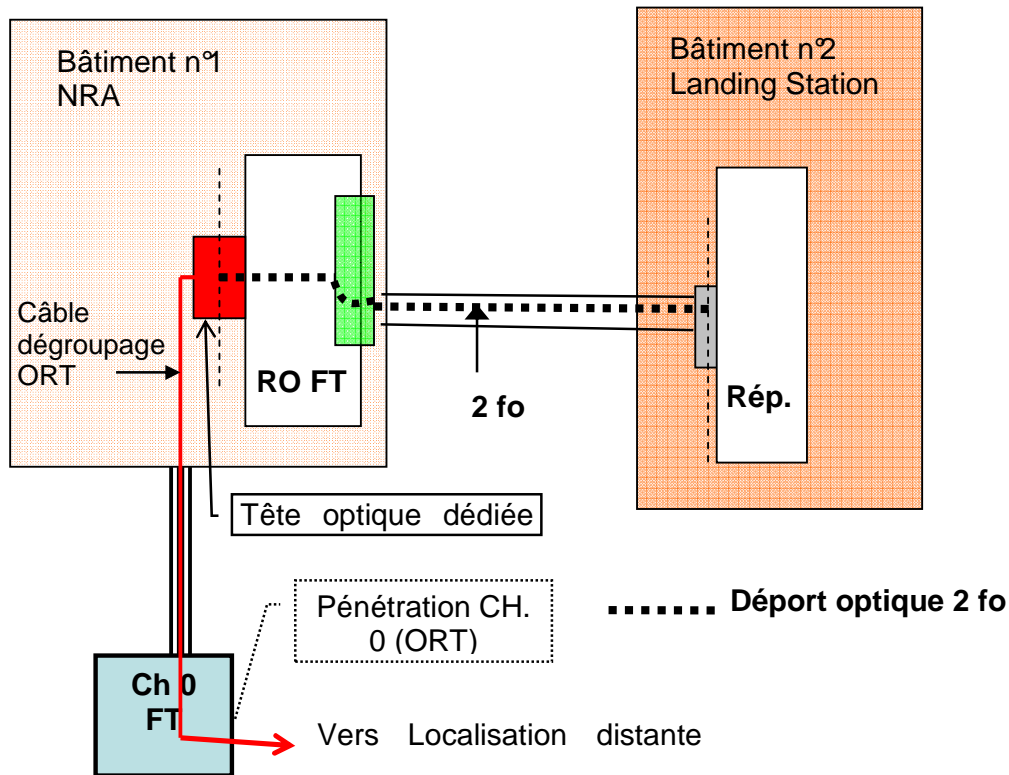 Bâtiment n°1
NRA
Bâtiment n°2
Landing Station
Câble
dégroupage
ORT
RO FT
2 fo
Rép.
Tête optique dédiée
Pénétration CH.
0 (ORT)
Déport optique 2 fo
Ch 0
FT
Vers Localisation distante